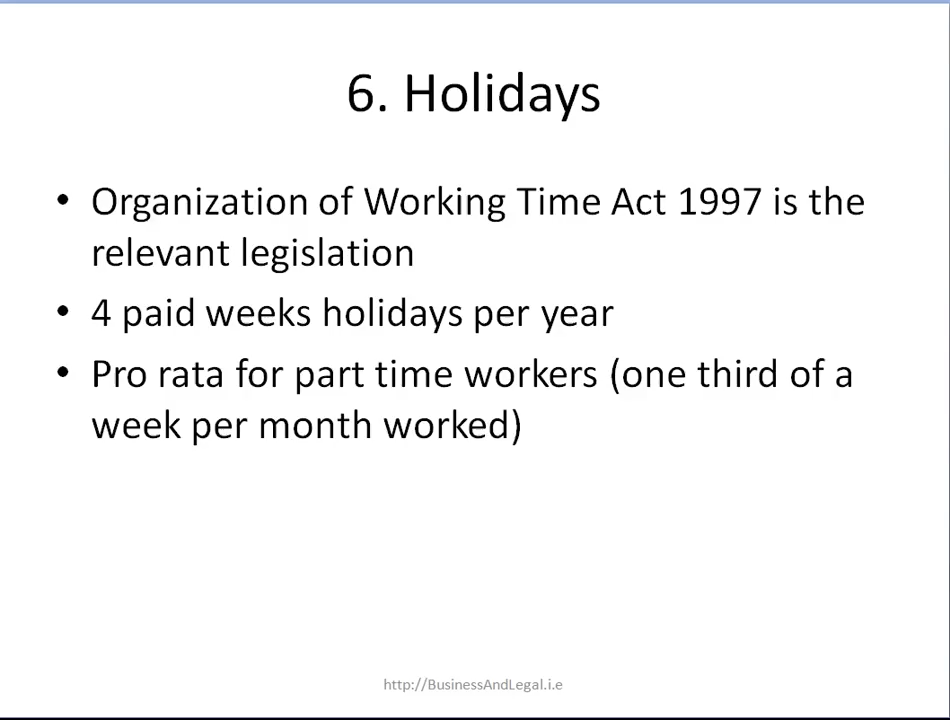 6. Holidays
• Organization of Working Time Act 1997 is the
relevant legislation
• 4 paid weeks holidays per year
• Pro rata for part time workers (one third of a
week per month worked)
http://BusinessAndLegal.i.e